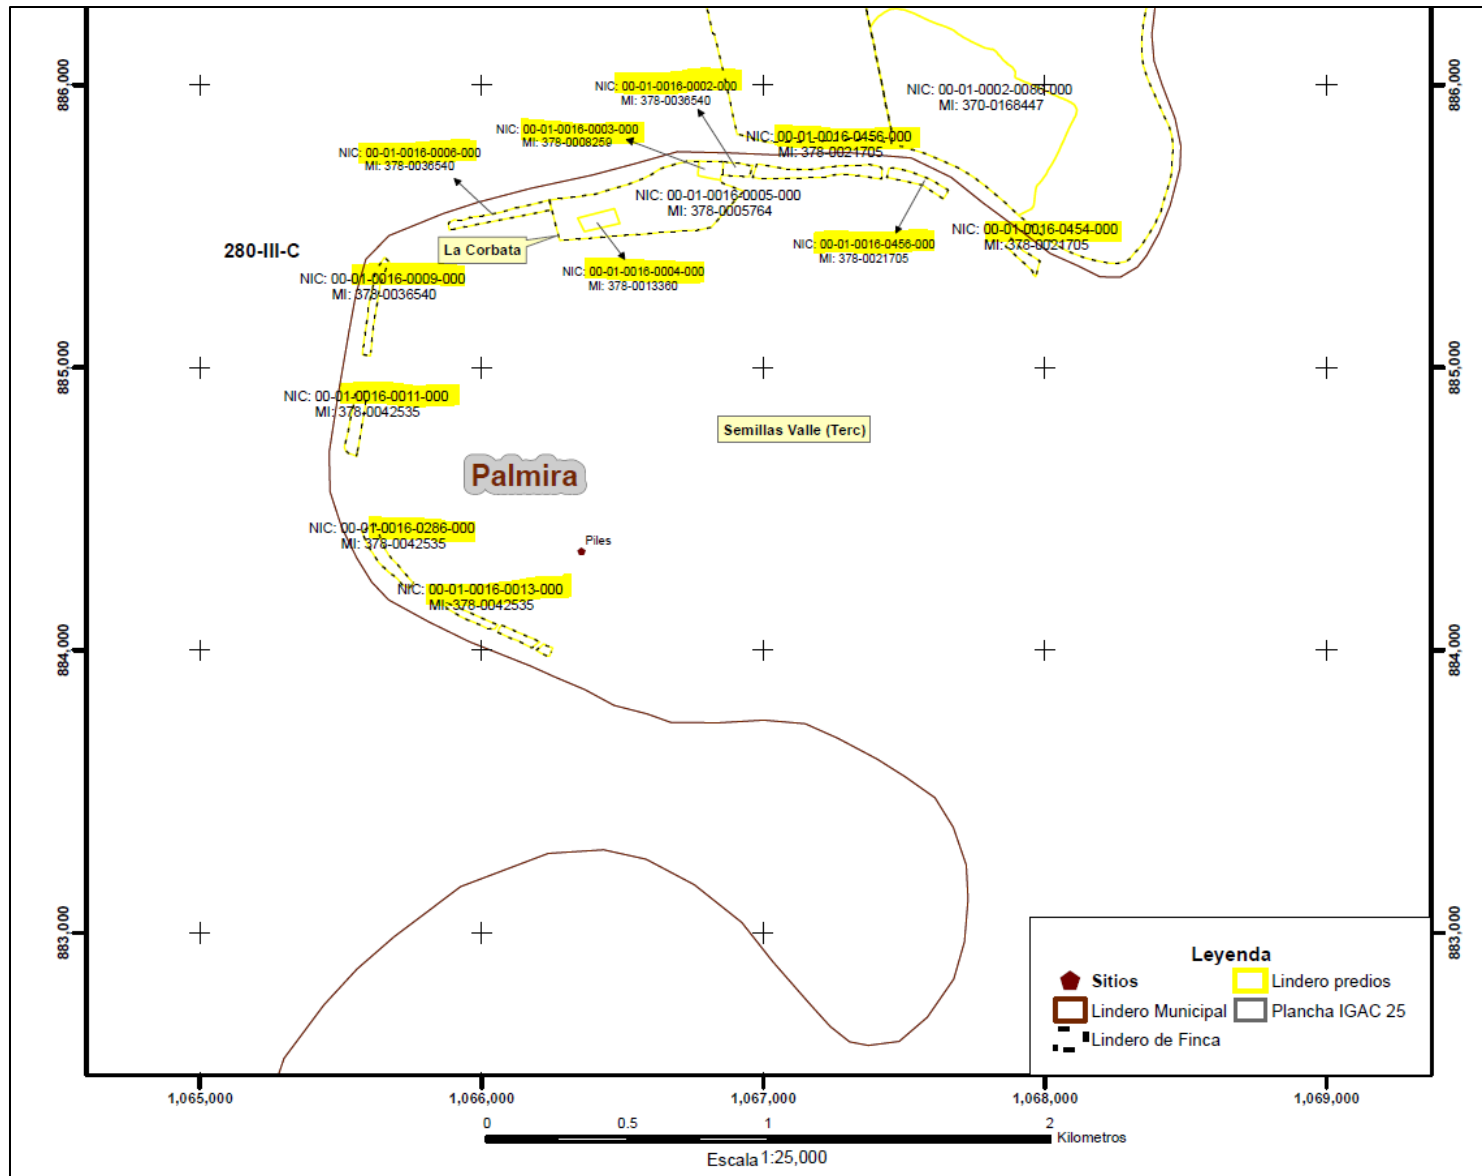 886,000
886,000
NIC: 00-01-0016-0002-000
MI: 378-0036540
NIC: 00-01-0002-0086-000
MI: 370-0168447
NIC: 00-01-0016-0003-000
MI: 378-0008259
NIC: 00-01-0016-0456-000
MI: 378-0021705
NIC: 00-01-0016-0006-000
MI: 378-0036540
NIC: 00-01-0016-0005-000
MI: 378-0005764
NIC: 00-01-0016-0454-000
MI: 378-0021705
NIC: 00-01-0016-0456-000
MI: 378-0021705
280-III-C
La Corbata
NIC: 00-01-0016-0004-000
MI: 378-0013360
NIC: 00-01-0016-0009-000
MI: 378-0036540
885,000
885,000
NIC: 00-01-0016-0011-000
MI: 378-0042535
Semillas Valle (Terc)
Palmira
NIC: 00-01-0016-0286-000
MI: 378-0042535
Piles
NIC: 00-01-0016-0013-000
MI: 378-0042535
884,000
884,000
883,000
883,000
Leyenda
Sitios
Lindero predios
Lindero Municipal
Plancha IGAC 25
Lindero de Finca
1,065,000
1,066,000
1,067,000
1,068,000
1,069,000
0 0.5 1 2
Kilometros
Escala 1:25,000